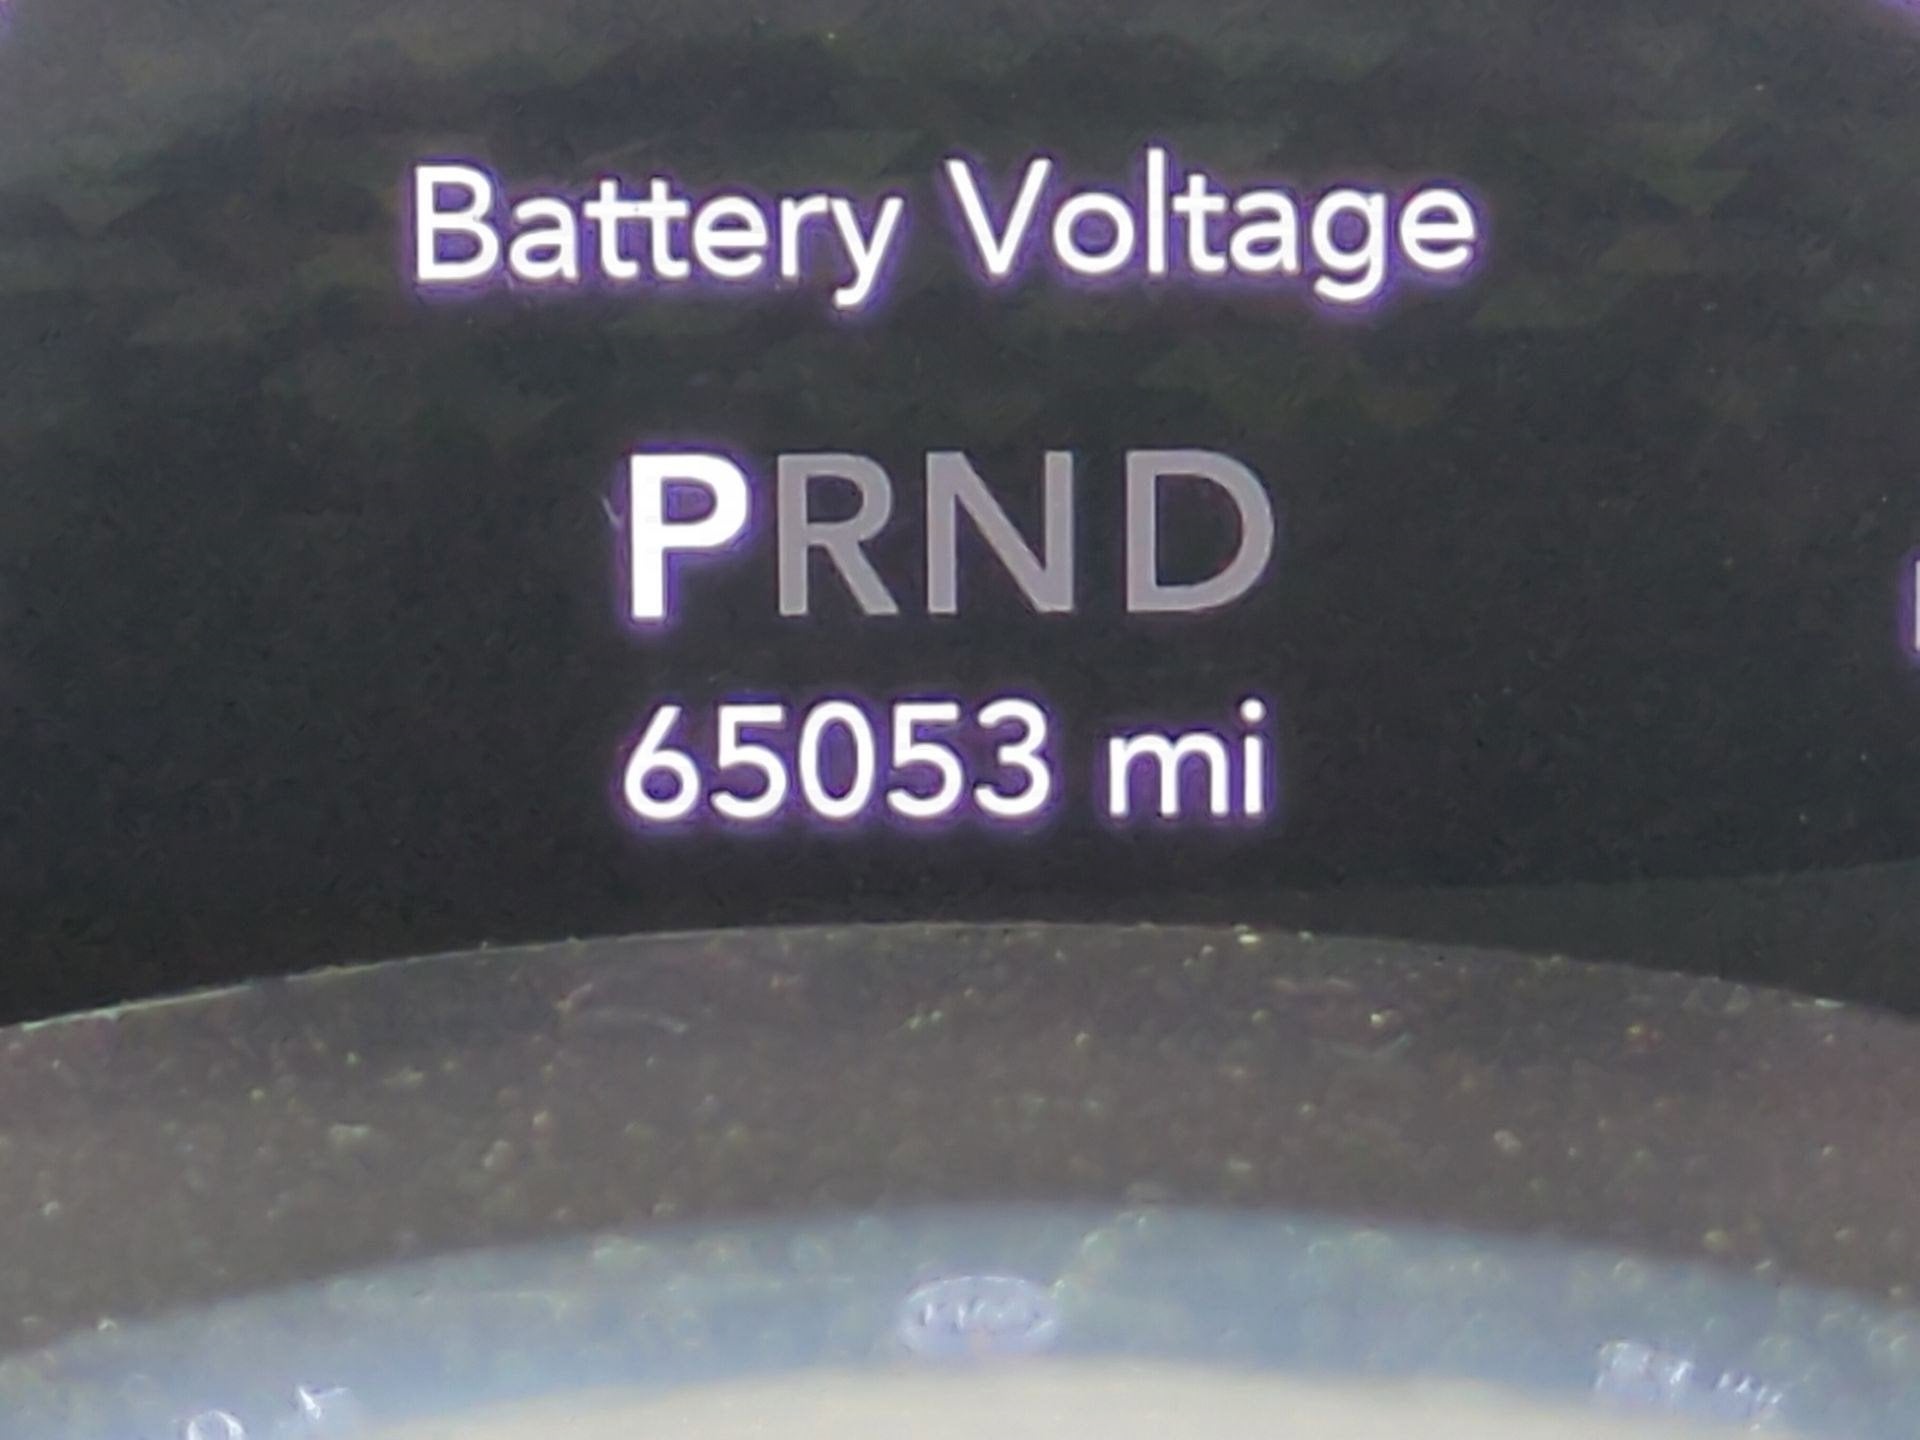 Battery Voltage
PRND
65053 mi